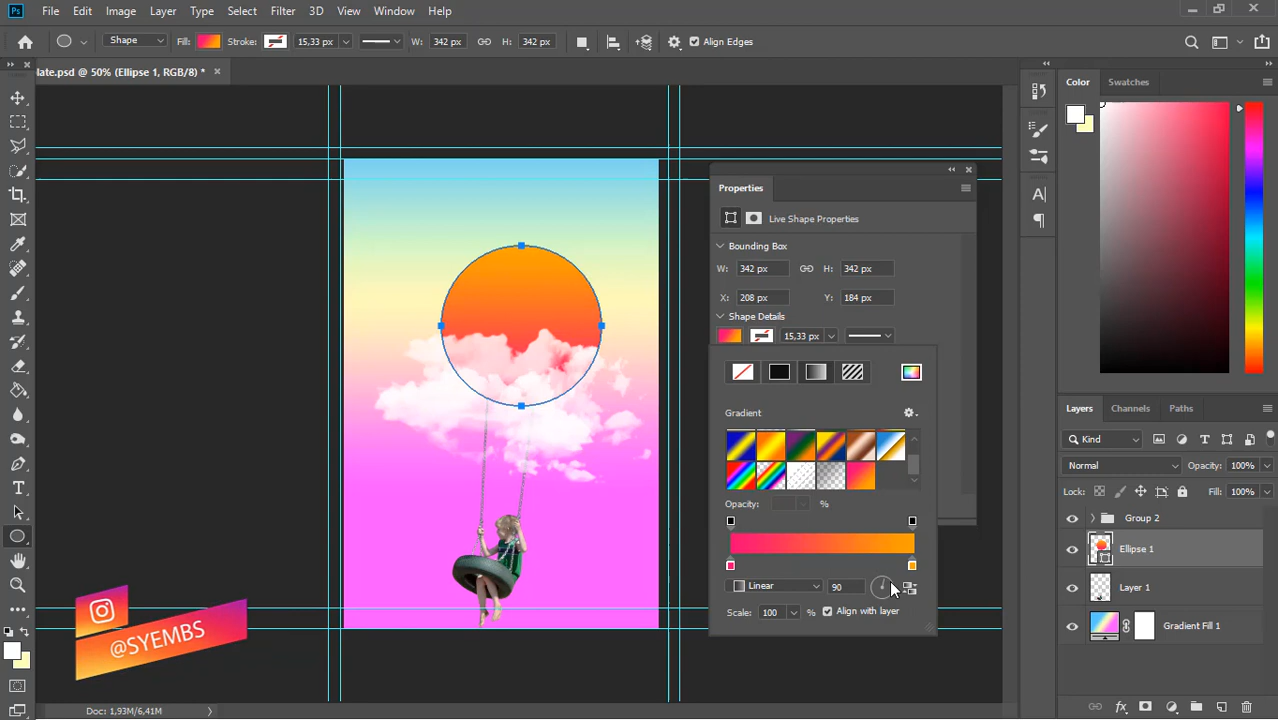 Ps File Edit Image Layer Type Select Filter 3D View Window Help
Shape Fill: Stroke: 15,33 px W: 342 px H: 342 px Align Edges
late.psd @ 50% (Ellipse 1, RGB/8) * ×
Color Swatches
Properties
Live Shape Properties
Bounding Box
W: 342 px H: 342 px
X: 208 px Y: 184 px
Shape Details
15,33 px
Gradient
Opacity: %
Linear 90
Scale: 100 % Align with layer
Layers Channels Paths
Kind
Normal Opacity: 100%
Lock: Fill: 100%
Group 2
Ellipse 1
Layer 1
Gradient Fill 1
@SYEMBS
Doc: 1,93M/6,41M